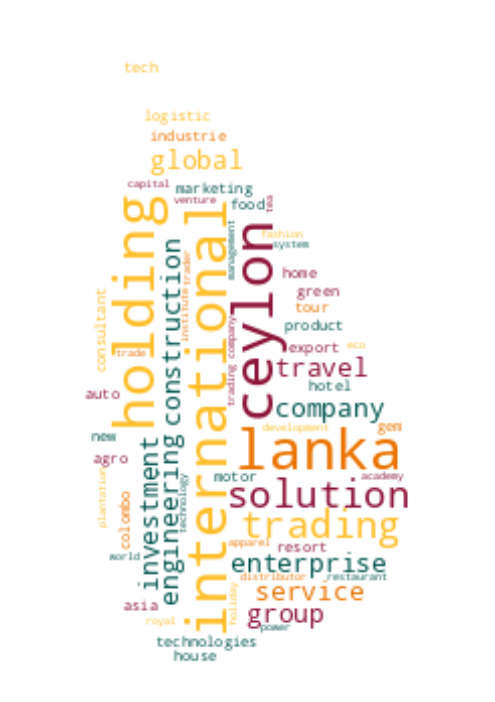 tech
logistic
industrie
global
capital
marketing
venture
food
tea
holding
international
ceylon
management
fashion
system
construction
trader
institute
home
green
tour
consultant
product
trading company
export
eco
trade
travel
hotel
auto
company
development
gem
new
lanka
investment
engineering
agro
motor
academy
technology
solution
plantation
colombo
trading
apparel
resort
world
enterprise
distributor
restaurant
service
holiday
asia
group
royal
power
technologies
house